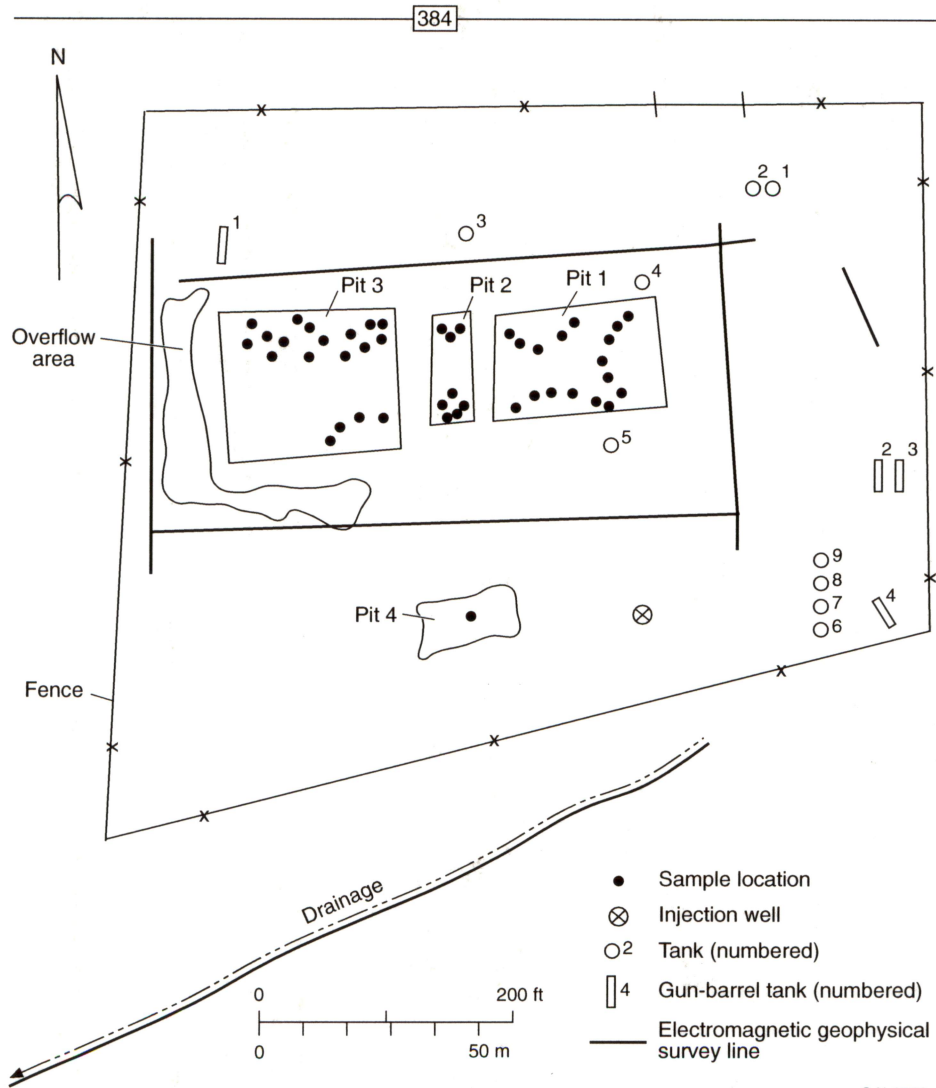 384
N
2 1
1
3
4
Pit 3
Pit 2
Pit 1
Overflow
area
5
2 3
9
8
7
6
4
Pit 4
Fence
Drainage
Sample location
Injection well
2 Tank (numbered)
4 Gun-barrel tank (numbered)
Electromagnetic geophysical
survey line
0 200 ft
0 50 m